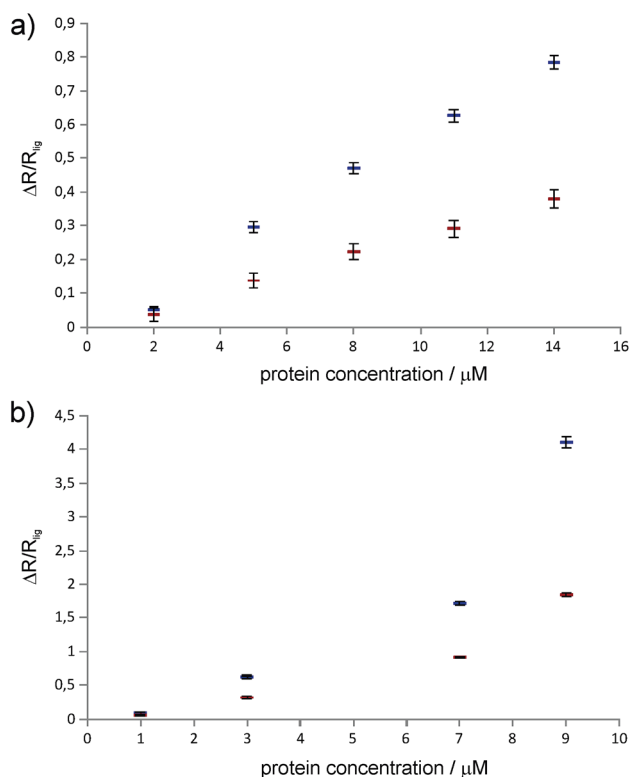 a)
0,9
0,8
0,7
0,6
0,5
0,4
0,3
0,2
0,1
0
ΔR/Rlig
0 2 4 6 8 10 12 14 16
protein concentration / μM
b)
4,5
4
3,5
3
2,5
2
1,5
1
0,5
0
ΔR/Rlig
0 1 2 3 4 5 6 7 8 9 10
protein concentration / μM